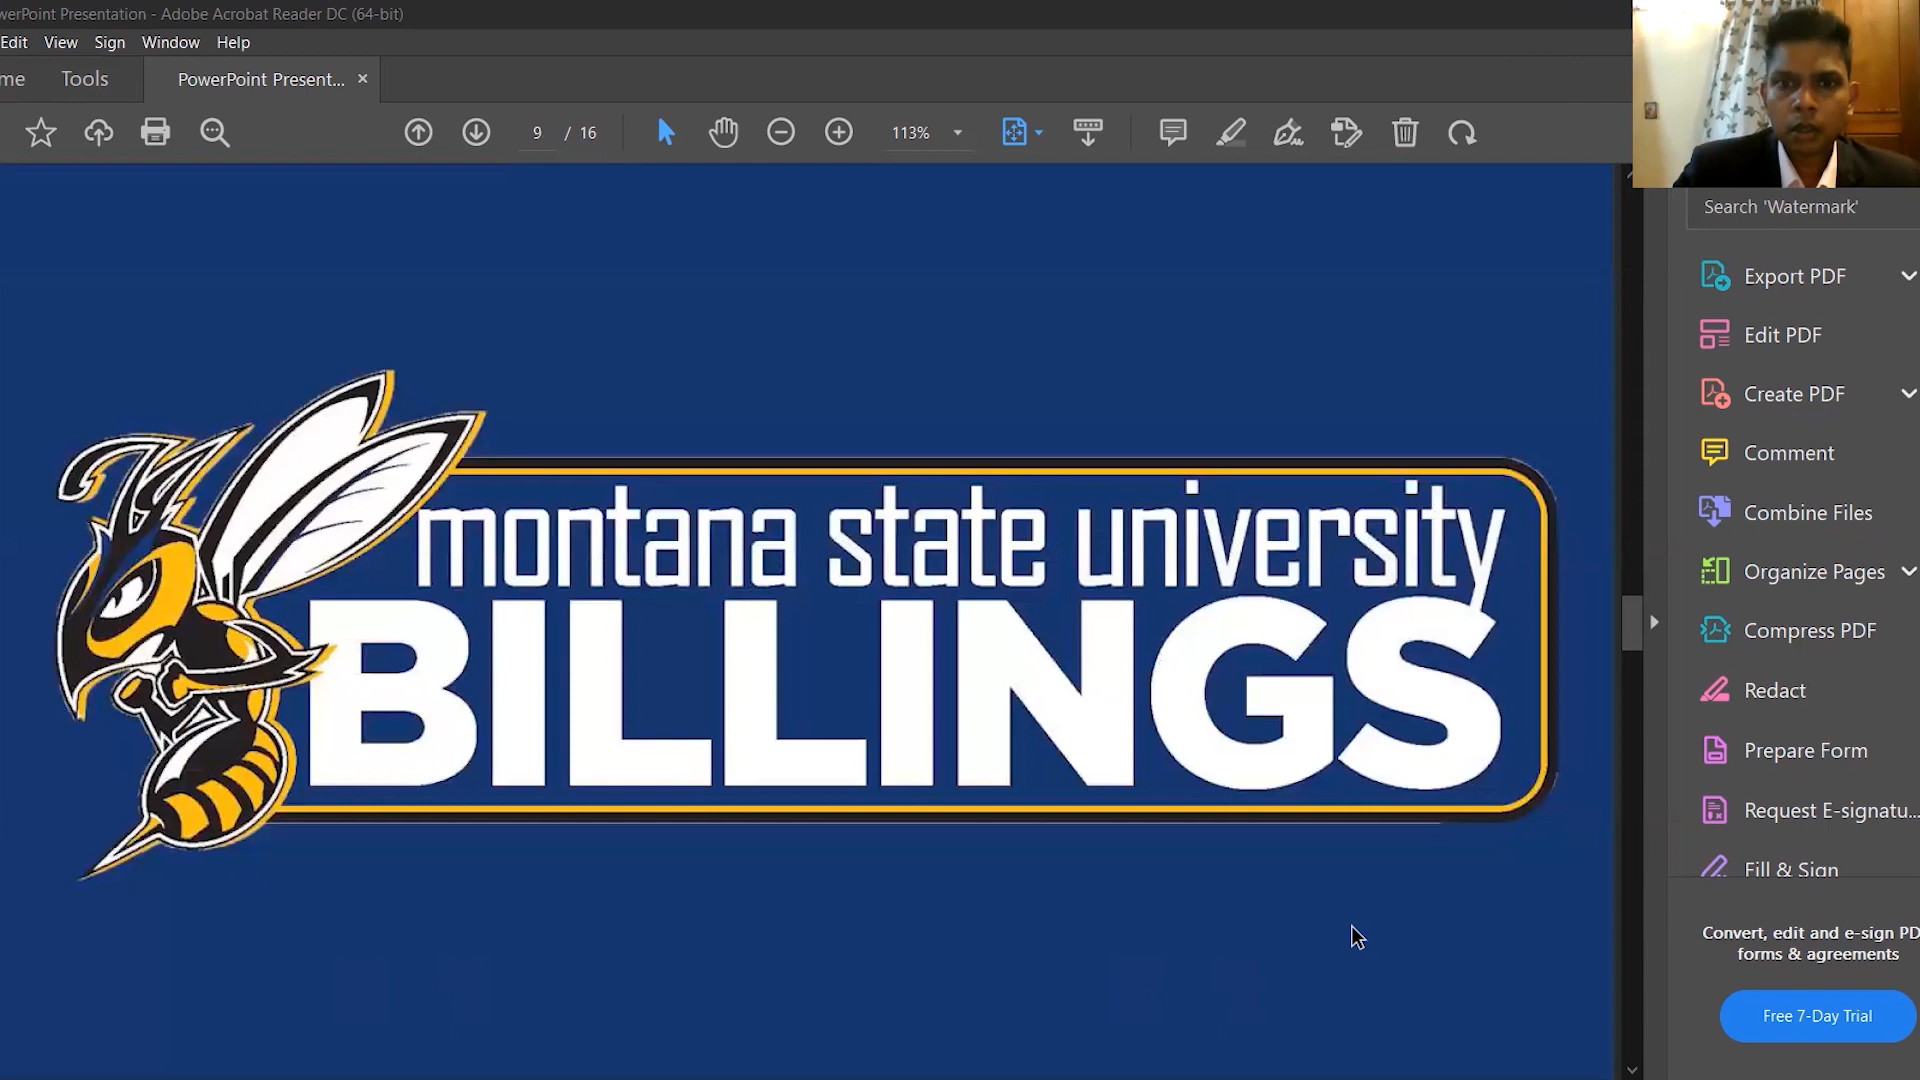 PowerPoint Presentation - Adobe Acrobat Reader DC (64-bit)
Edit View Sign Window Help
Tools PowerPoint Present...
9 / 16 113%
Search 'Watermark'
Export PDF
Edit PDF
Create PDF
Comment
Combine Files
Organize Pages
Compress PDF
Redact
Prepare Form
Request E-signatu...
Fill & Sign
Convert, edit and e-sign PD
forms & agreements
Free 7-Day Trial
montana state university
BILLINGS